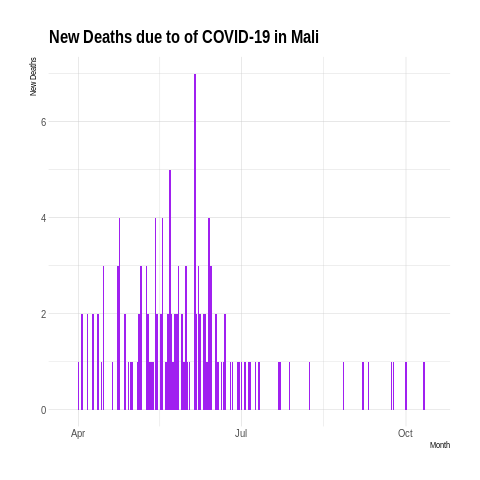 New Deaths due to of COVID-19 in Mali
New Deaths
6
4
2
0
Apr
Jul
Oct
Month